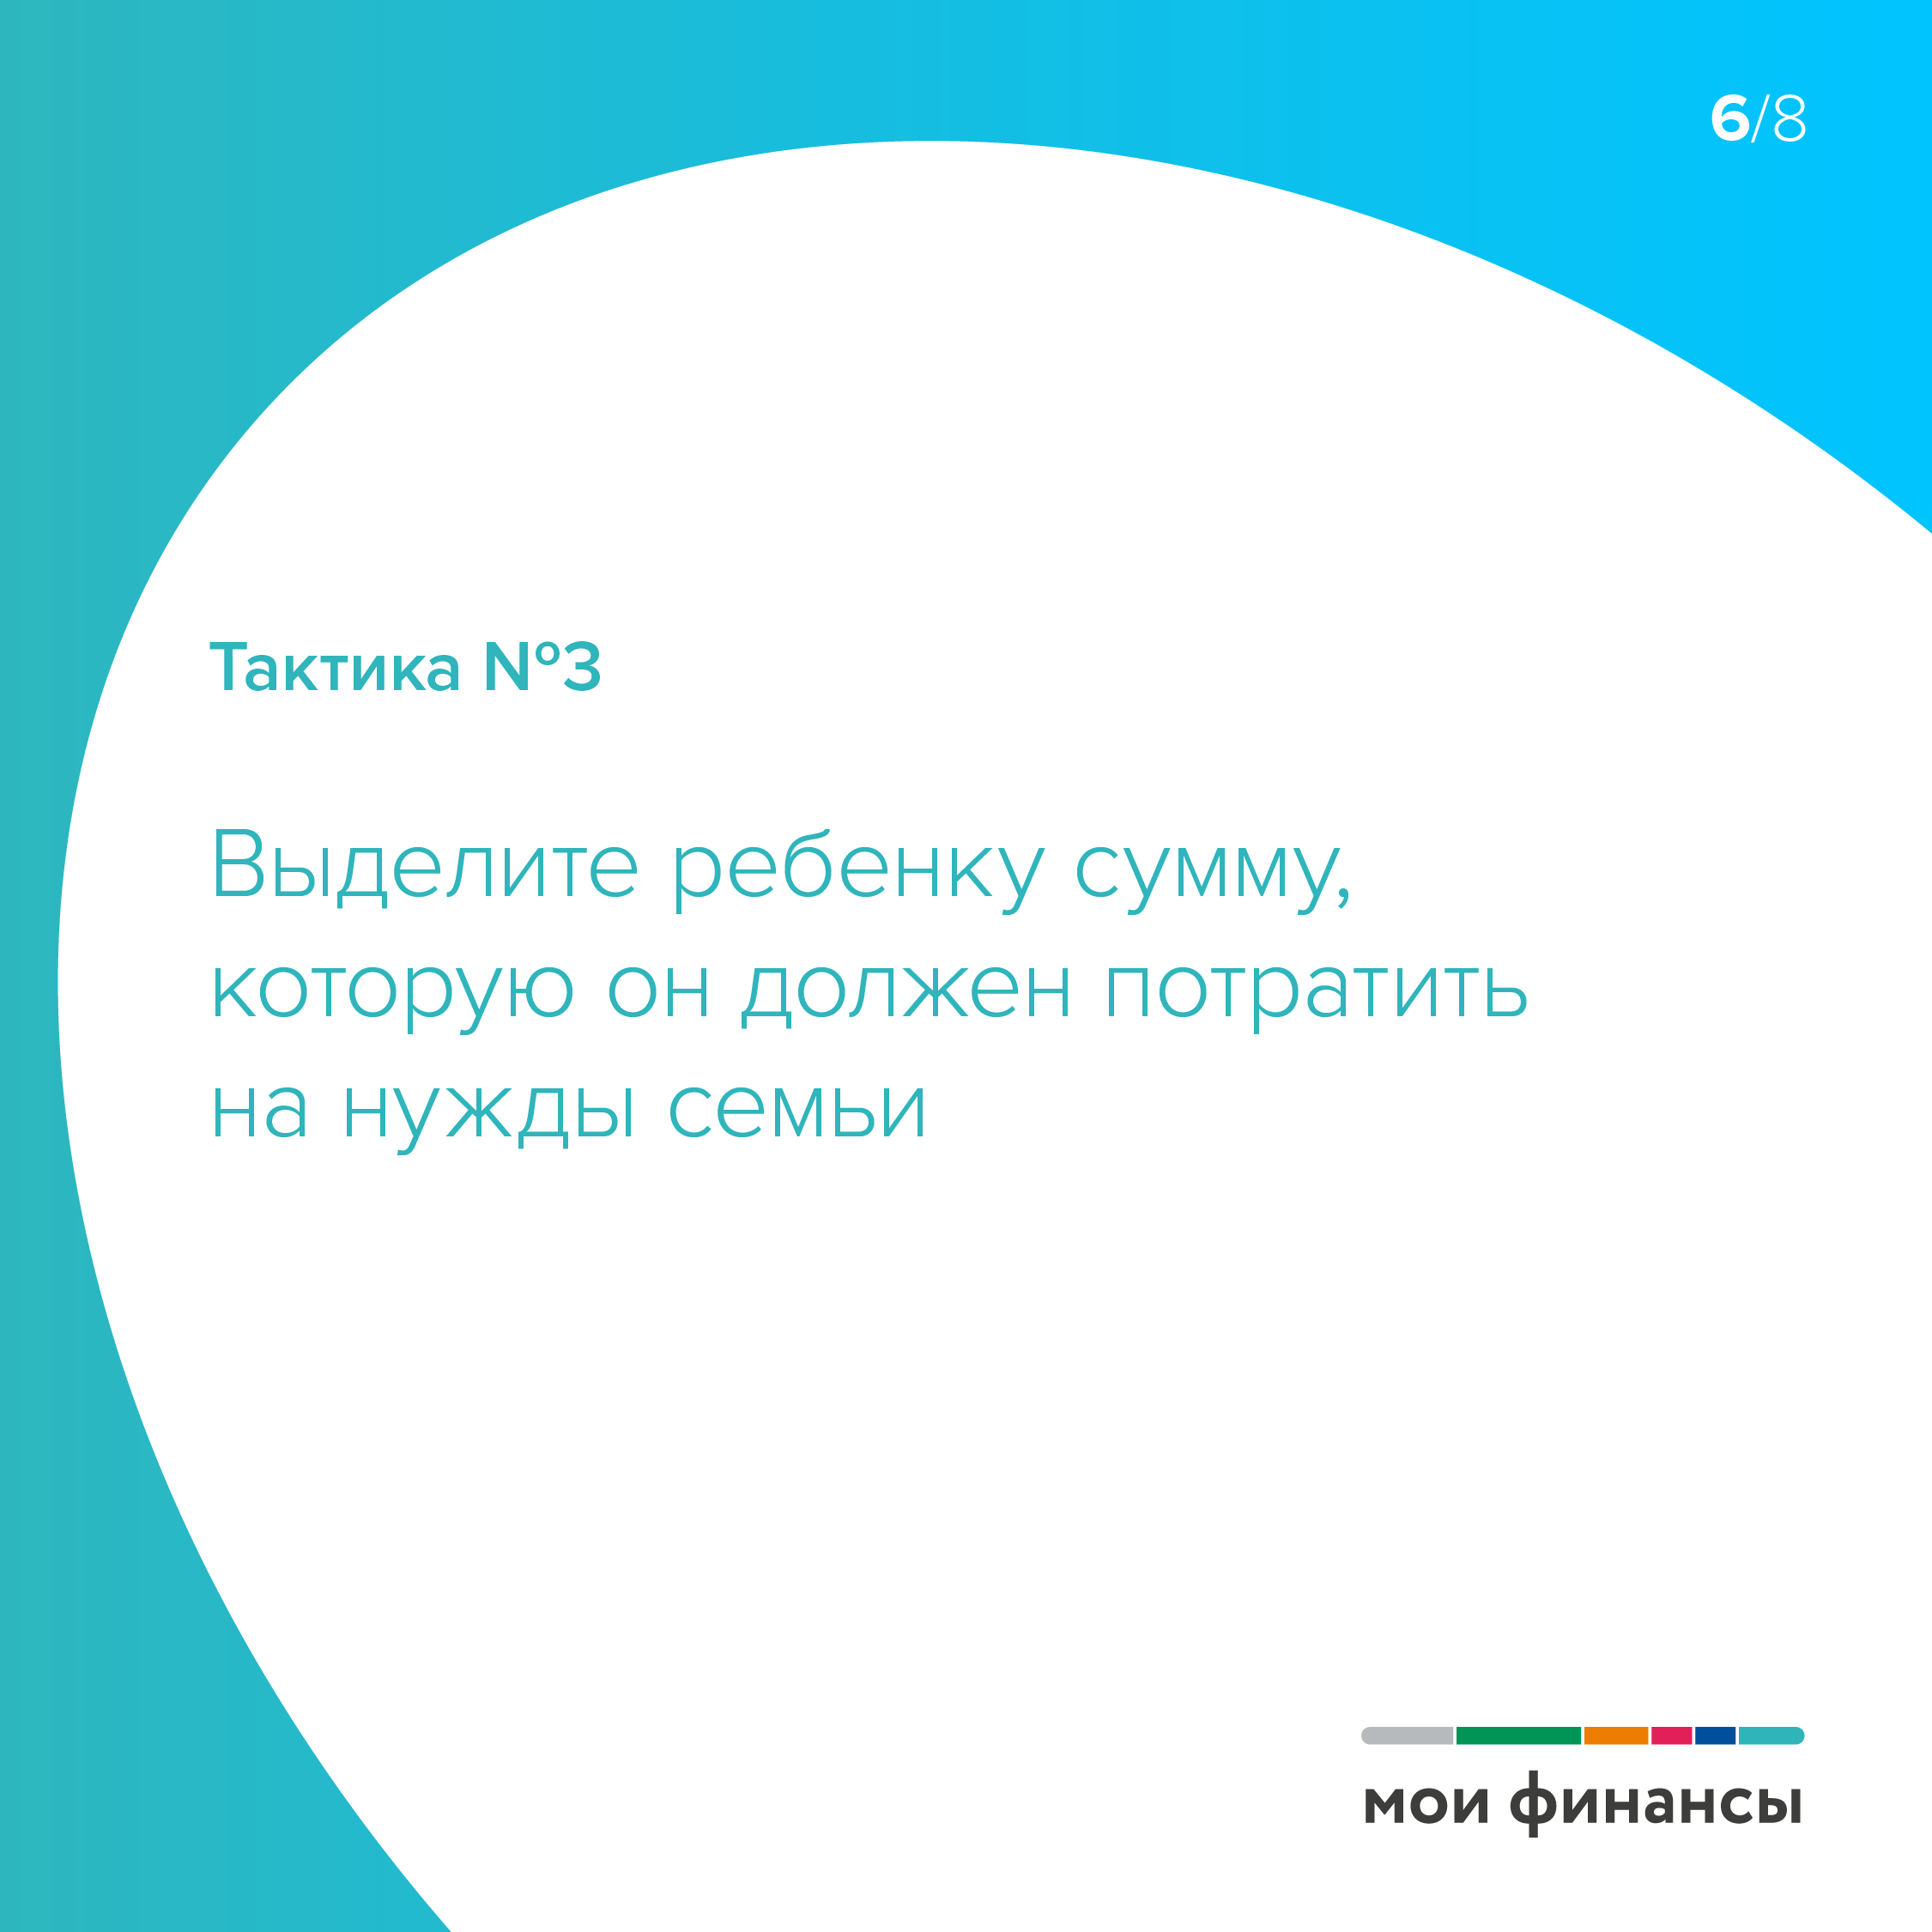 6/8
Тактика №3
Выделите ребенку сумму,
которую он должен потратить
на нужды семьи
мои финансы